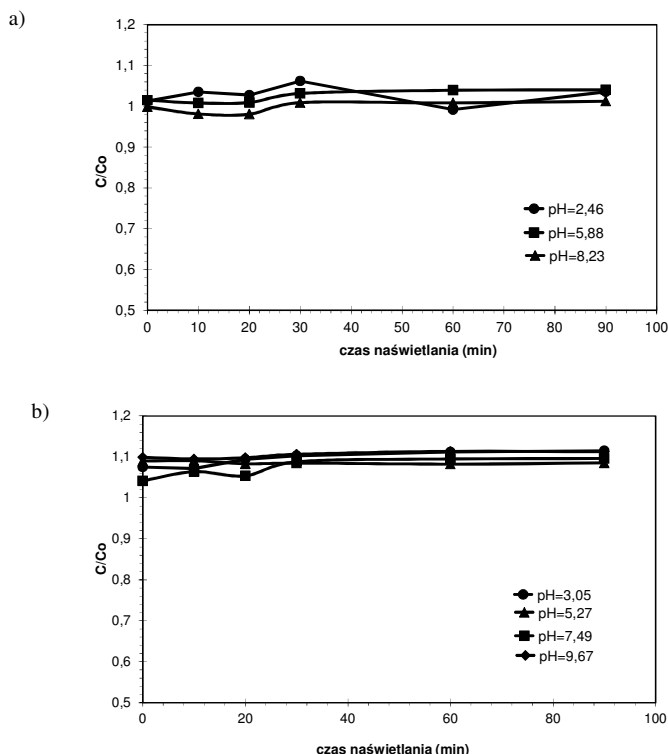 a)
1,2
1,1
1
0,9
0,8
0,7
0,6
0,5
C/Co
pH=2,46
pH=5,88
pH=8,23
0 10 20 30 40 50 60 70 80 90 100
czas naświetlania (min)
b)
1,2
1,1
1
0,9
0,8
0,7
0,6
0,5
C/Co
pH=3,05
pH=5,27
pH=7,49
pH=9,67
0 20 40 60 80 100
czas naświetlania (min)